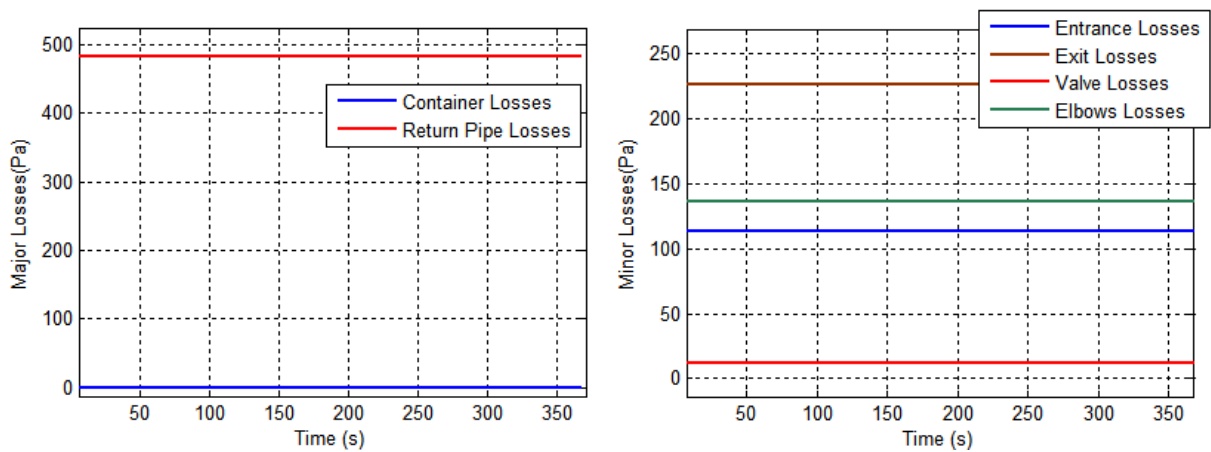 500
400
300
200
100
0
Major Losses(Pa)
Container Losses
Return Pipe Losses
50 100 150 200 250 300 350
Time (s)
250
200
150
100
50
0
Minor Losses(Pa)
Entrance Losses
Exit Losses
Valve Losses
Elbows Losses
50 100 150 200 250 300 350
Time (s)